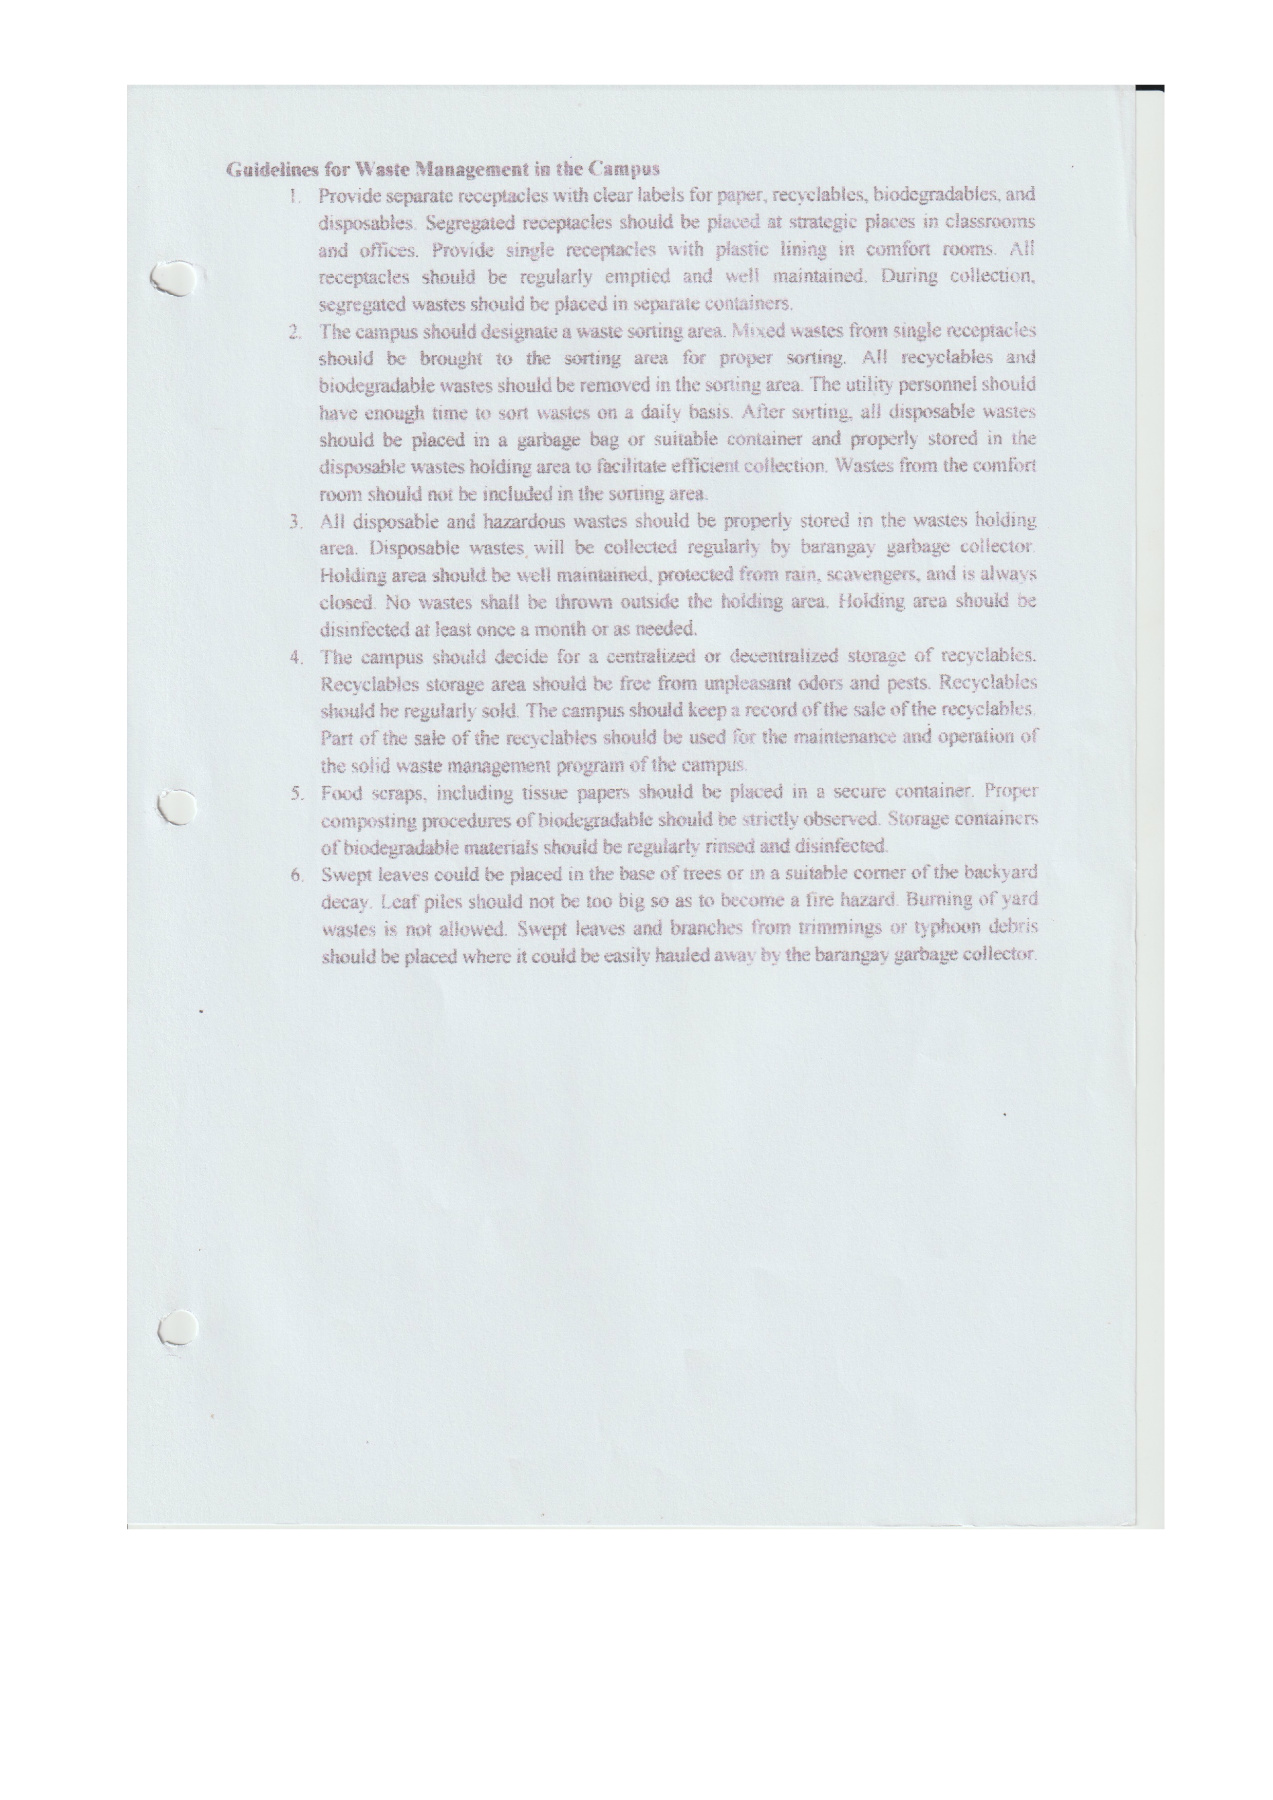 Guidelines for Waste Management in the Campus
1. Provide separate receptacles with clear labels for paper, recyclables, biodegradables, and
disposables. Segregated receptacles should be placed at strategic places in classrooms
and offices. Provide single receptacles with plastic lining in comfort rooms. All
receptacles should be regularly emptied and well maintained. During collection,
segregated wastes should be placed in separate containers.
2. The campus should designate a waste sorting area. Mixed wastes from single receptacles
should be brought to the sorting area for proper sorting. All recyclables and
biodegradable wastes should be removed in the sorting area. The utility personnel should
have enough time to sort wastes on a daily basis. After sorting, all disposable wastes
should be placed in a garbage bag or suitable container and properly stored in the
disposable wastes holding area to facilitate efficient collection. Wastes from the comfort
room should not be included in the sorting area.
3. All disposable and hazardous wastes should be properly stored in the wastes holding
area. Disposable wastes will be collected regularly by barangay garbage collector.
Holding area should be well maintained, protected from rain, scavengers, and is always
closed. No wastes shall be thrown outside the holding area. Holding area should be
disinfected at least once a month or as needed.
4. The campus should decide for a centralized or decentralized storage of recyclables.
Recyclables storage area should be free from unpleasant odors and pests. Recyclables
should be regularly sold. The campus should keep a record of the sale of the recyclables.
Part of the sale of the recyclables should be used for the maintenance and operation of
the solid waste management program of the campus.
5. Food scraps, including tissue papers should be placed in a secure container. Proper
composting procedures of biodegradable should be strictly observed. Storage containers
of biodegradable materials should be regularly rinsed and disinfected.
6. Swept leaves could be placed in the base of trees or in a suitable corner of the backyard
decay. Leaf piles should not be too big so as to become a fire hazard. Burning of yard
wastes is not allowed. Swept leaves and branches from trimmings or typhoon debris
should be placed where it could be easily hauled away by the barangay garbage collector.